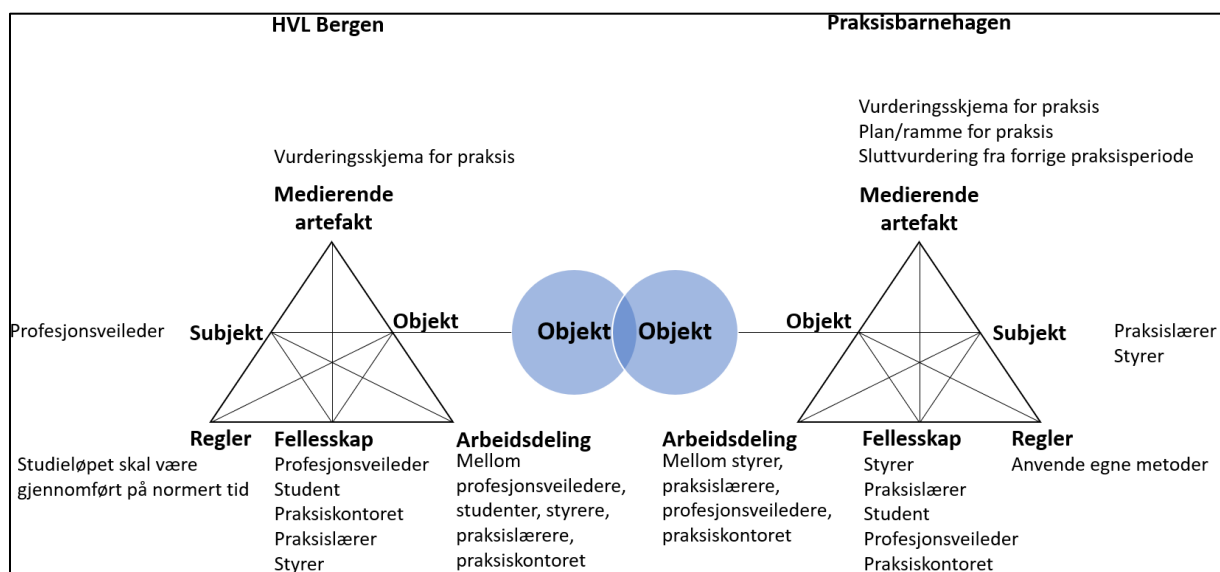 HVL Bergen
Praksisbarnehagen
Vurderingsskjema for praksis
Medierende
artefakt
Profesjonsveileder
Subjekt
Objekt
Regler
Studieløpet skal være
gjennomført på normert tid
Fellesskap
Profesjonsveileder
Student
Praksiskontoret
Praksislærer
Styrer
Arbeidsdeling
Mellom
profesjonsveiledere,
studenter, styrere,
praksislærere,
praksiskontoret
Objekt
Objekt
Vurderingsskjema for praksis
Plan/ramme for praksis
Sluttvurdering fra forrige praksisperiode
Medierende
artefakt
Objekt
Subjekt
Praksislærer
Styrer
Arbeidsdeling
Mellom styrer,
praksislærere,
profesjonsveiledere,
praksiskontoret
Fellesskap
Styrer
Praksislærer
Student
Profesjonsveileder
Praksiskontoret
Regler
Anvende egne metoder